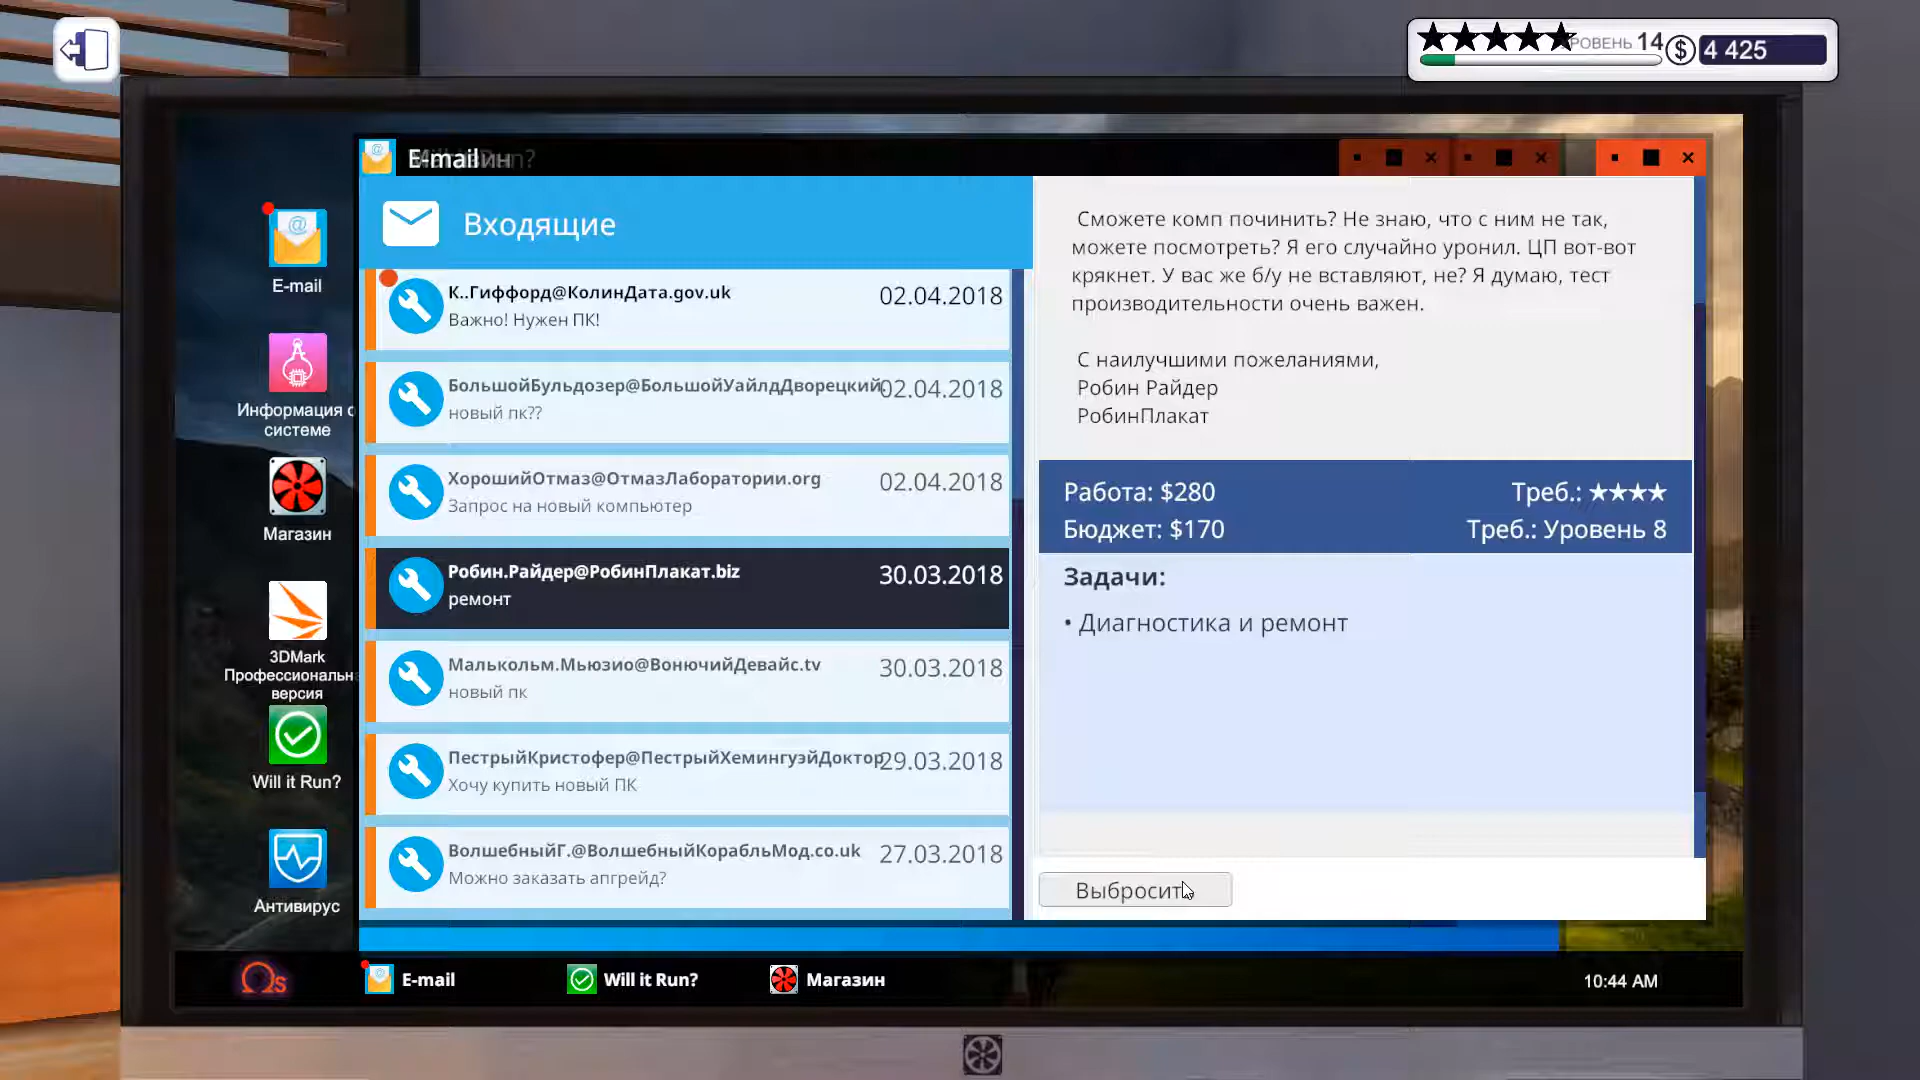 УРОВЕНЬ 14
$ 4 425
E-mail
Входящие
К..Гиффорд@КолинДата.gov.uk
02.04.2018
Важно! Нужен ПК!
БольшойБульдозер@БольшойУайлдДворецкий.
02.04.2018
новый пк??
ХорошийОтмаз@ОтмазЛаборатории.org
02.04.2018
Запрос на новый компьютер
Робин.Райдер@РобинПлакат.biz
30.03.2018
ремонт
Малькольм.Мьюзио@ВонючийДевайс.tv
30.03.2018
новый пк
ПестрыйКристофер@ПестрыйХемингуэйДоктор
29.03.2018
Хочу купить новый ПК
ВолшебныйГ.@ВолшебныйКорабльМод.co.uk
27.03.2018
Можно заказать апгрейд?
Сможете комп починить? Не знаю, что с ним не так,
можете посмотреть? Я его случайно уронил. ЦП вот-вот
крякнет. У вас же б/у не вставляют, не? Я думаю, тест
производительности очень важен.
С наилучшими пожеланиями,
Робин Райдер
РобинПлакат
Работа: $280
Треб.: ★★★★
Бюджет: $170
Треб.: Уровень 8
Задачи:
• Диагностика и ремонт
Выбросить
E-mail
Информация о
системе
Магазин
3DMark
Профессиональн
версия
Will it Run?
Антивирус
Ωs
E-mail
Will it Run?
Магазин
10:44 AM